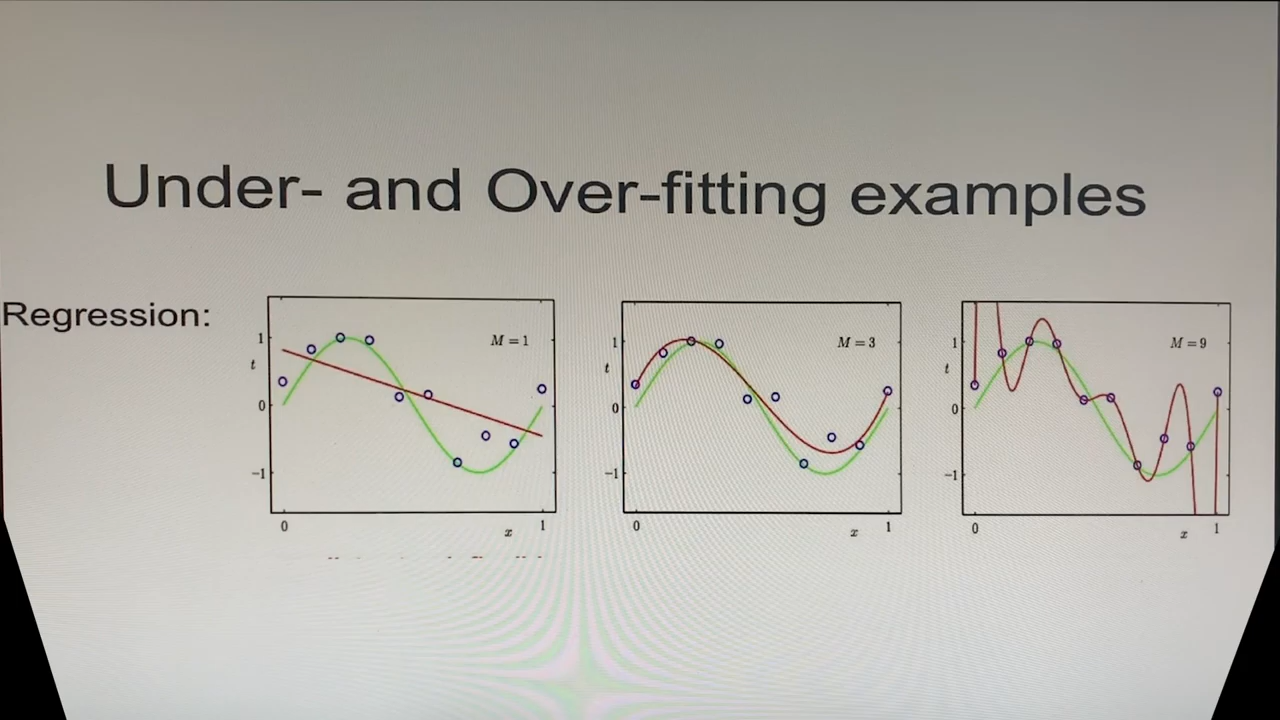 Under- and Over-fitting examples
Regression:
M = 1
1
t
0
−1
0
x
1
M = 3
1
t
0
−1
0
x
1
M = 9
1
t
0
−1
0
x
1